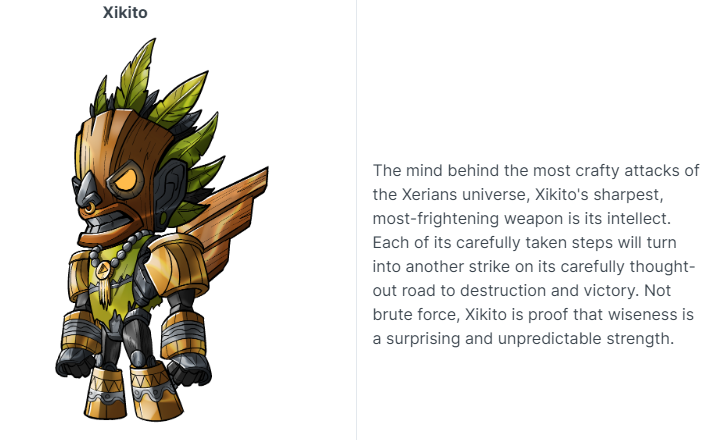 Xikito
The mind behind the most crafty attacks of
the Xerians universe, Xikito's sharpest,
most-frightening weapon is its intellect.
Each of its carefully taken steps will turn
into another strike on its carefully thought-
out road to destruction and victory. Not
brute force, Xikito is proof that wiseness is
a surprising and unpredictable strength.